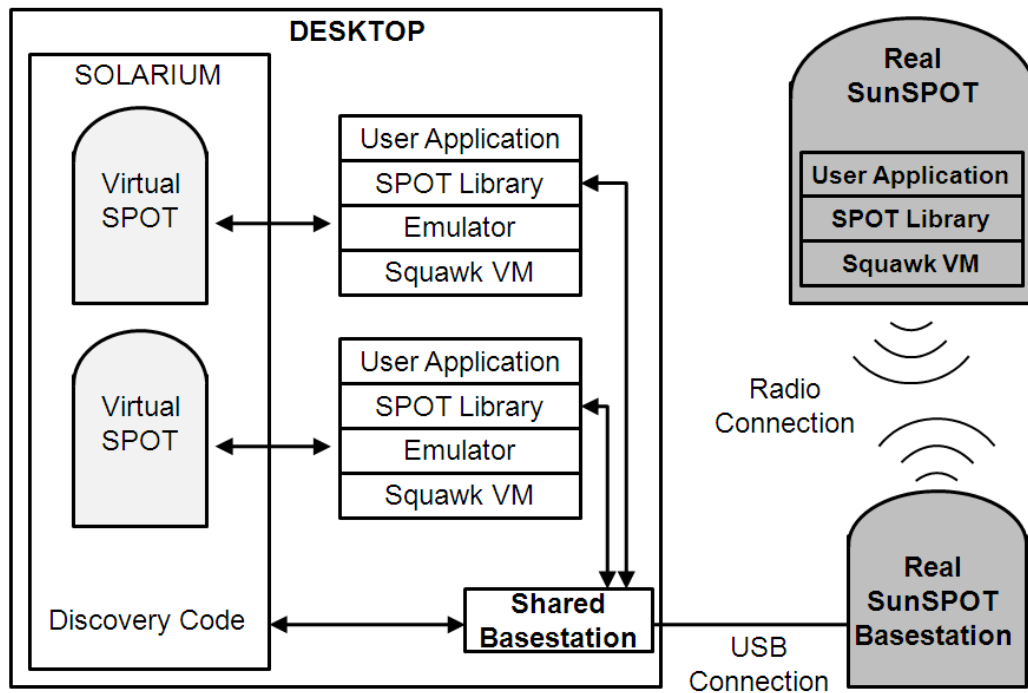 DESKTOP
SOLARIUM
Virtual
SPOT
User Application
SPOT Library
Emulator
Squawk VM
Virtual
SPOT
User Application
SPOT Library
Emulator
Squawk VM
Discovery Code
Shared
Basestation
USB
Connection
Real
SunSPOT
User Application
SPOT Library
Squawk VM
Radio
Connection
Real
SunSPOT
Basestation